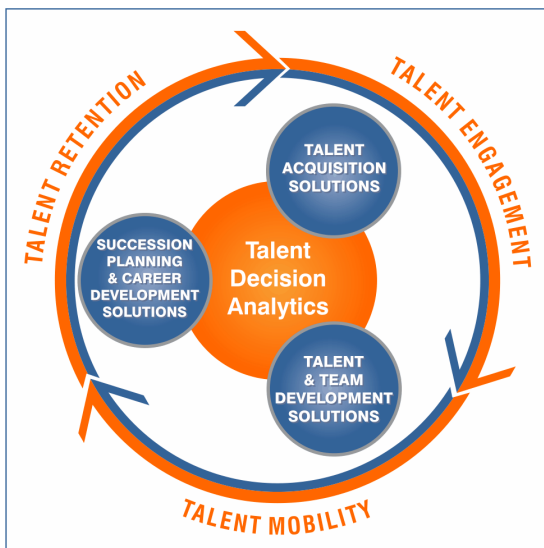 TALENT RETENTION
TALENT ENGAGEMENT
TALENT
ACQUISITION
SOLUTIONS
SUCCESSION
PLANNING
& CAREER
DEVELOPMENT
SOLUTIONS
Talent
Decision
Analytics
TALENT
& TEAM
DEVELOPMENT
SOLUTIONS
TALENT MOBILITY